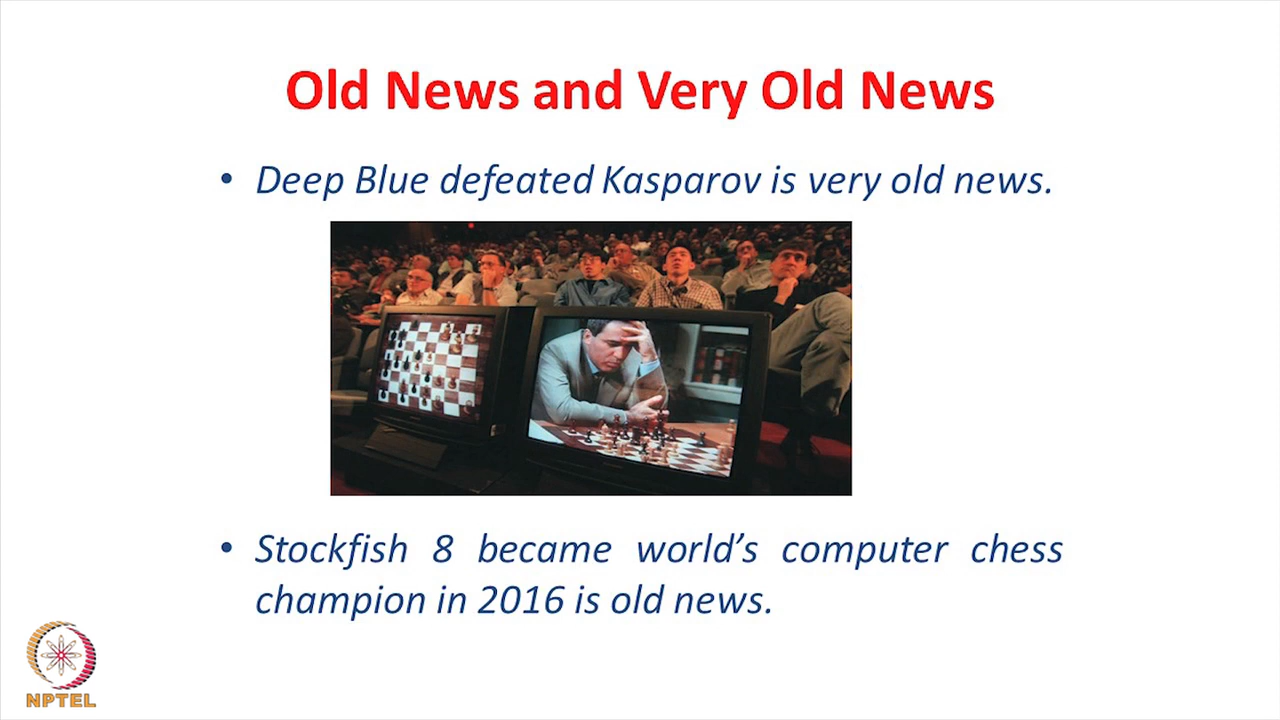 Old News and Very Old News
• Deep Blue defeated Kasparov is very old news.
• Stockfish 8 became world’s computer chess
champion in 2016 is old news.
NPTEL